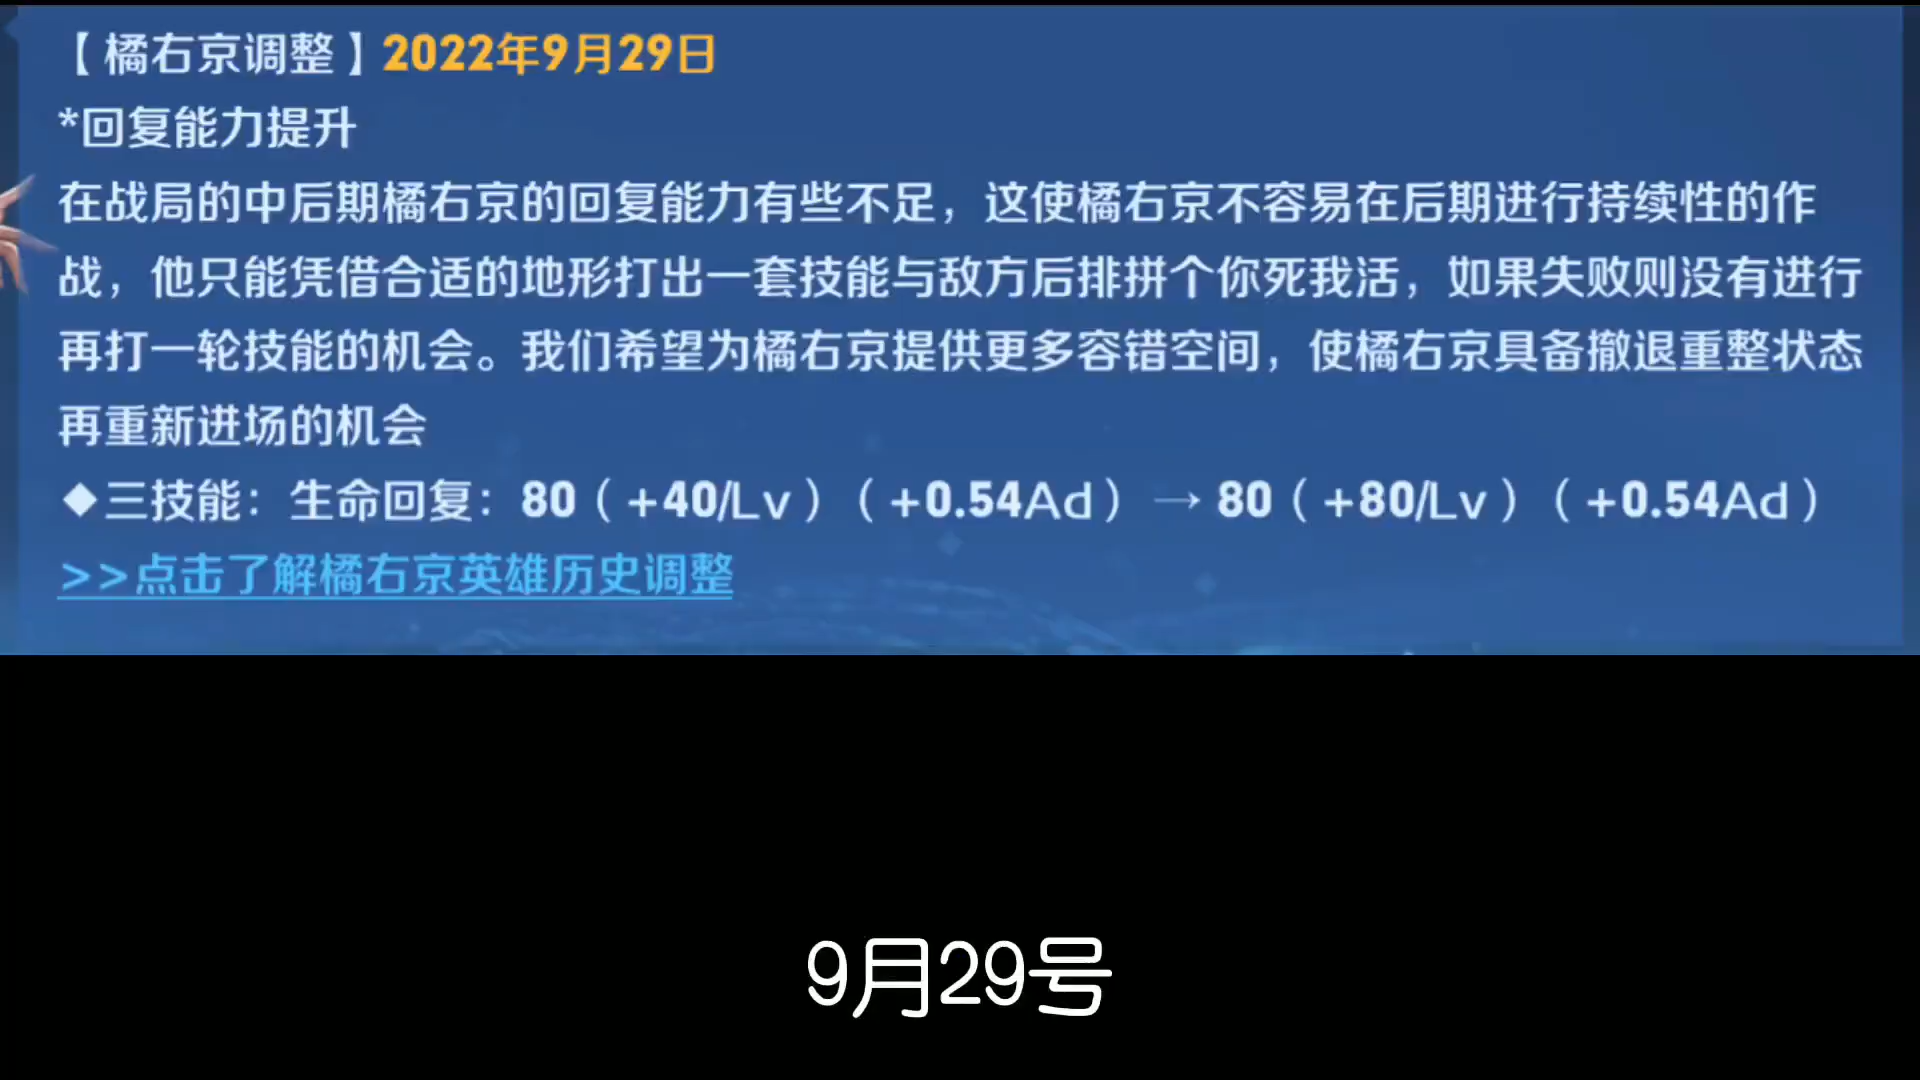 【橘右京调整】2022年9月29日
*回复能力提升
在战局的中后期橘右京的回复能力有些不足，这使橘右京不容易在后期进行持续性的作
战，他只能凭借合适的地形打出一套技能与敌方后排拼个你死我活，如果失败则没有进行
再打一轮技能的机会。我们希望为橘右京提供更多容错空间，使橘右京具备撤退重整状态
再重新进场的机会
◆三技能：生命回复：80（+40/Lv）（+0.54Ad）→80（+80/Lv）（+0.54Ad）
>>点击了解橘右京英雄历史调整
9月29号